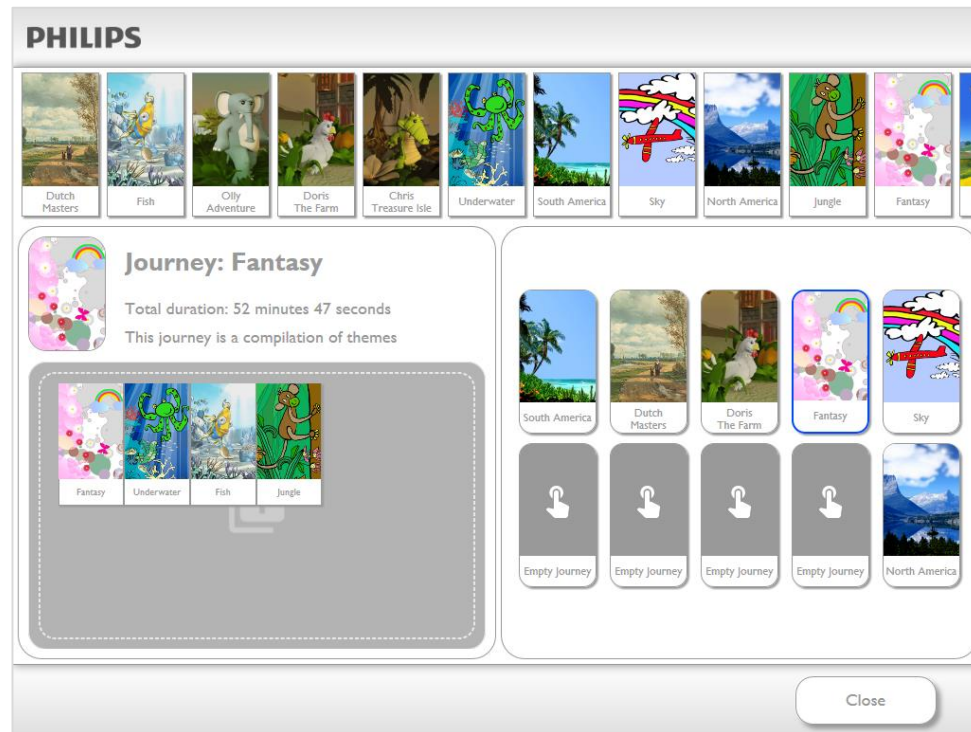 PHILIPS
Dutch
Masters
Fish
Olly
Adventure
Doris
The Farm
Chris
Treasure Isle
Underwater
South America
Sky
North America
Jungle
Fantasy
Journey: Fantasy
Total duration: 52 minutes 47 seconds
This journey is a compilation of themes
Fantasy
Underwater
Fish
Jungle
South America
Dutch
Masters
Doris
The Farm
Fantasy
Sky
Empty Journey
Empty Journey
Empty Journey
Empty Journey
North America
Close